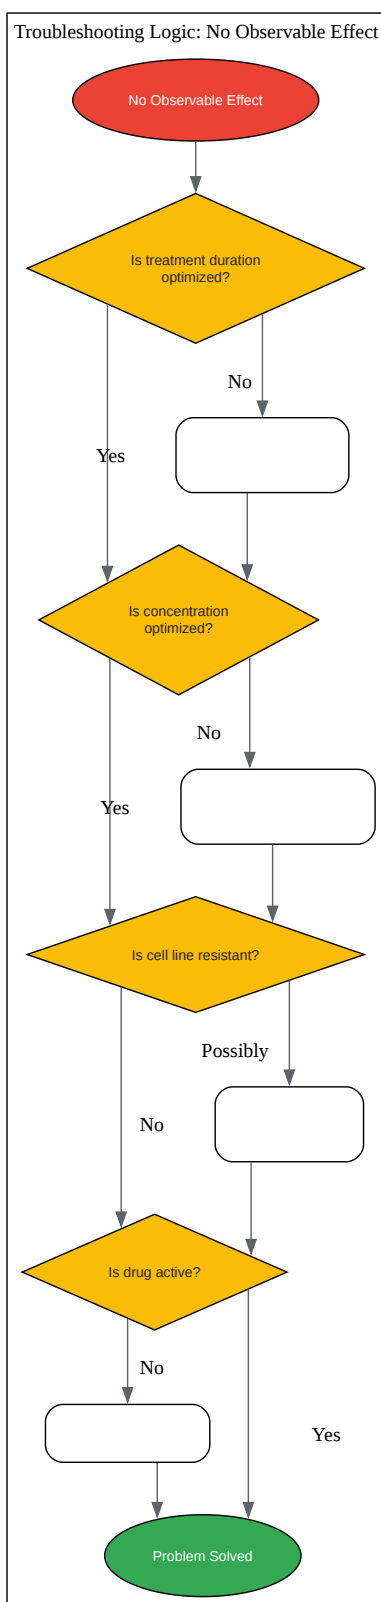 Troubleshooting Logic: No Observable Effect
No Observable Effect
Is treatment duration
optimized?
No
Yes
Is concentration
optimized?
No
Yes
Is cell line resistant?
Possibly
No
Is drug active?
No
Yes
Problem Solved